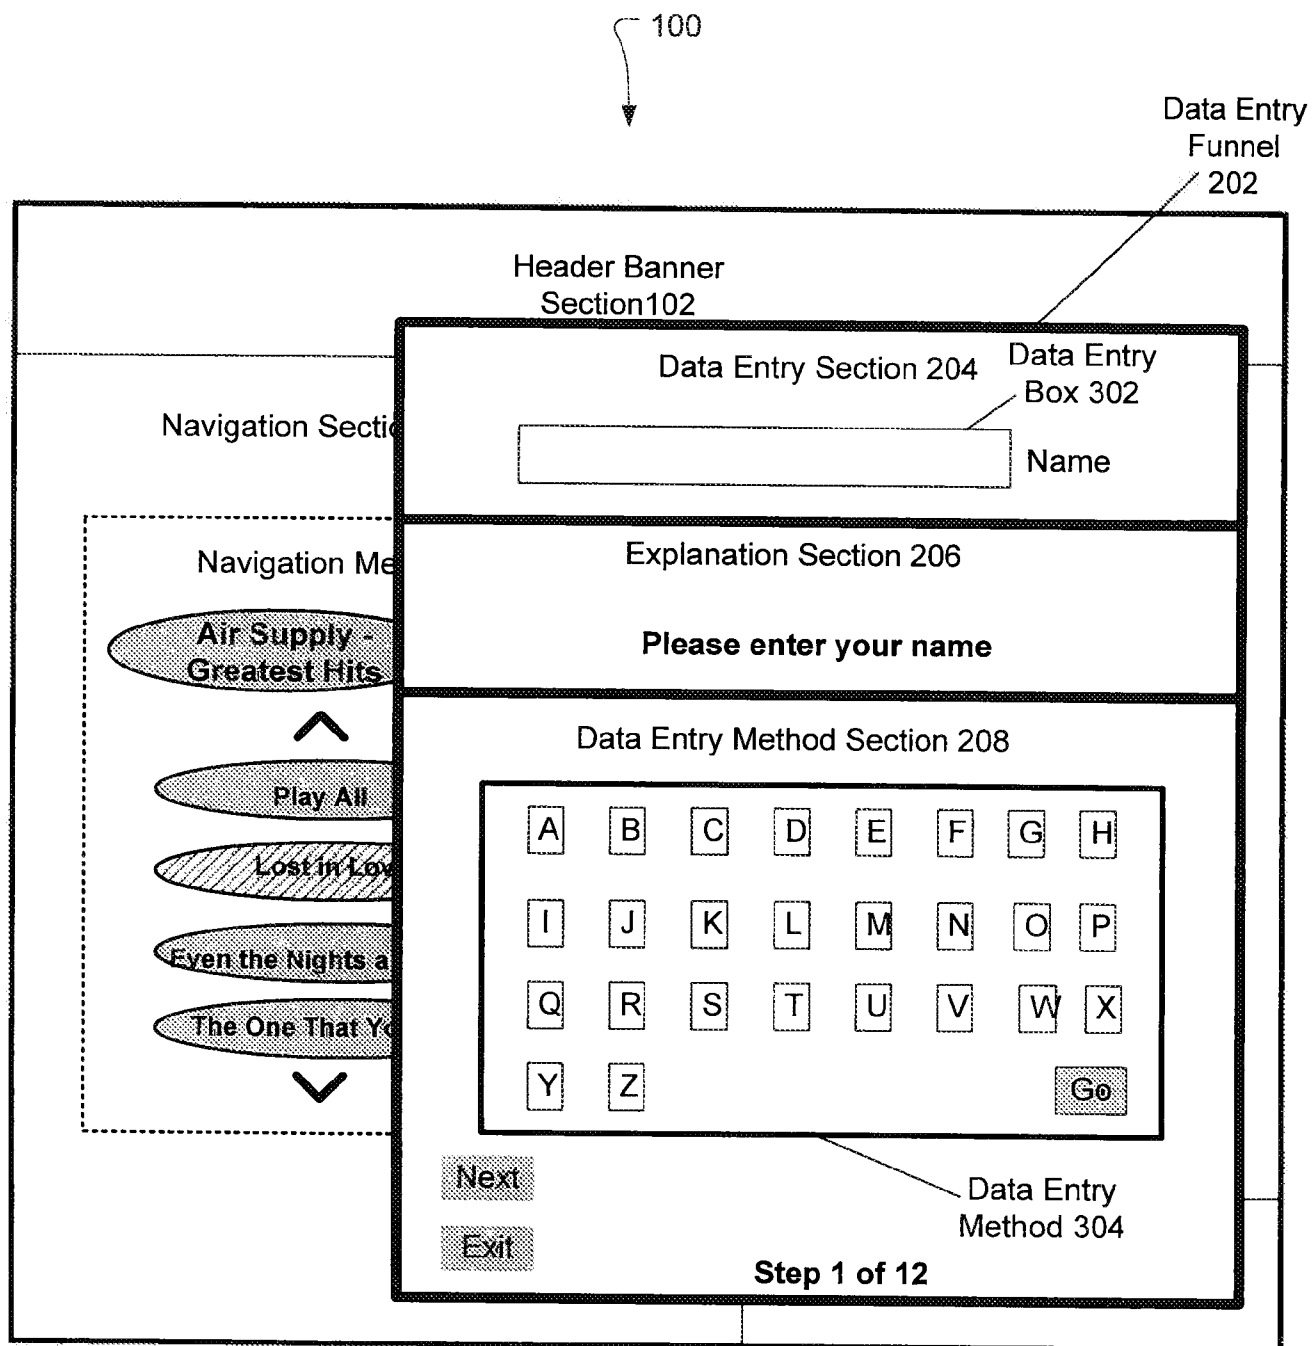 100
Data Entry
Funnel
202
Header Banner
Section102
Data Entry Section 204
Data Entry
Box 302
Navigation Sectio
Name
Navigation Me
Explanation Section 206
Air Supply -
Greatest Hits
Please enter your name
Data Entry Method Section 208
Play All
A B C D E F G H
Lost in Lov
I J K L M N O P
Even the Nights a
Q R S T U V W X
The One That Yo
Y Z Go
Next
Data Entry
Method 304
Exit
Step 1 of 12